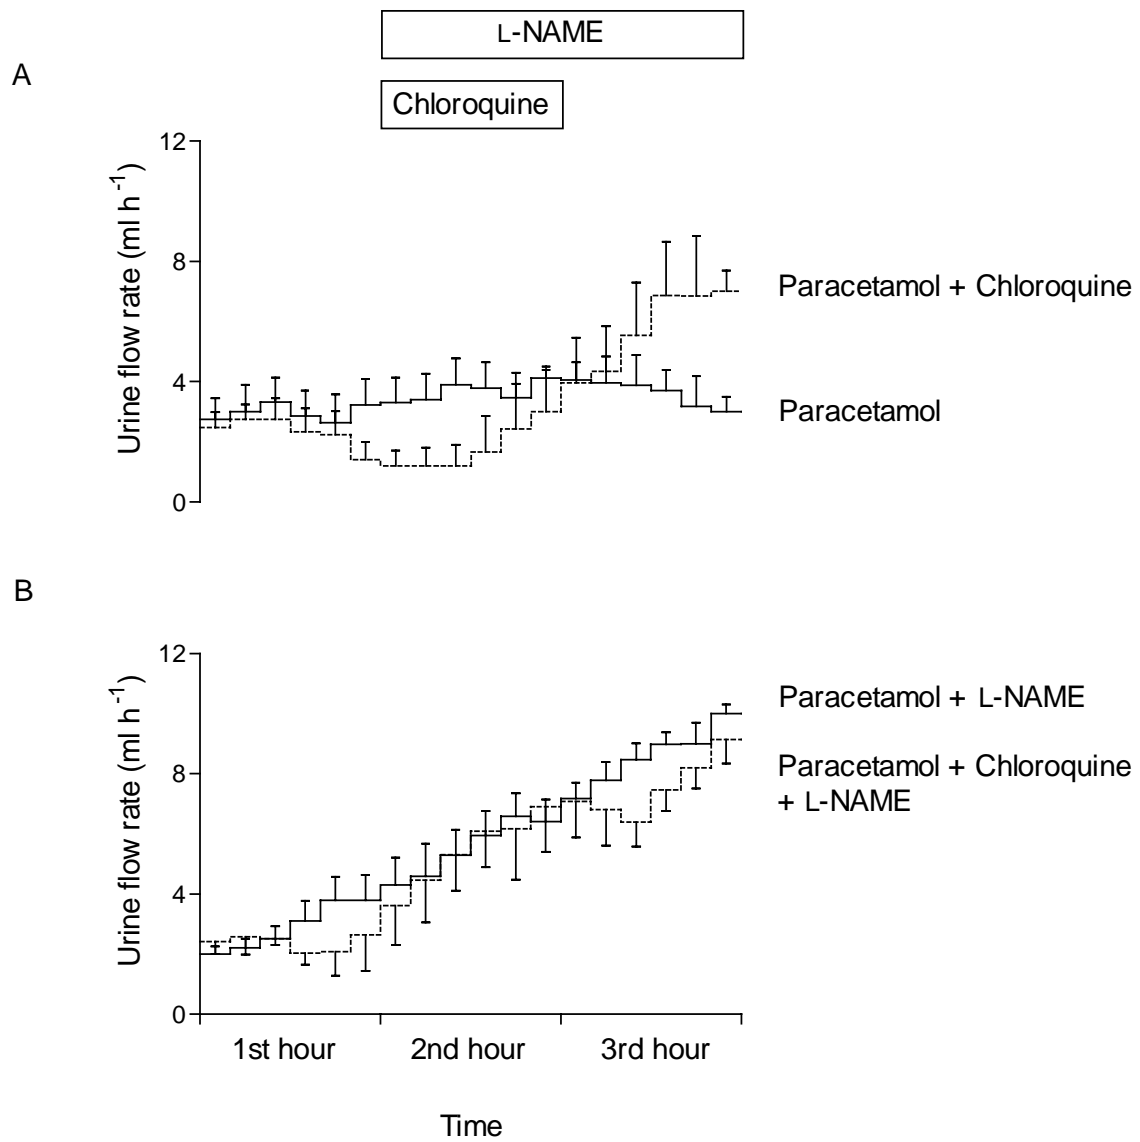 L-NAME
A
Chloroquine
12
8
4
0
Urine flow rate (ml h-1)
Paracetamol + Chloroquine
Paracetamol
B
12
8
4
0
Urine flow rate (ml h-1)
Paracetamol + L-NAME
Paracetamol + Chloroquine
+ L-NAME
1st hour 2nd hour 3rd hour
Time